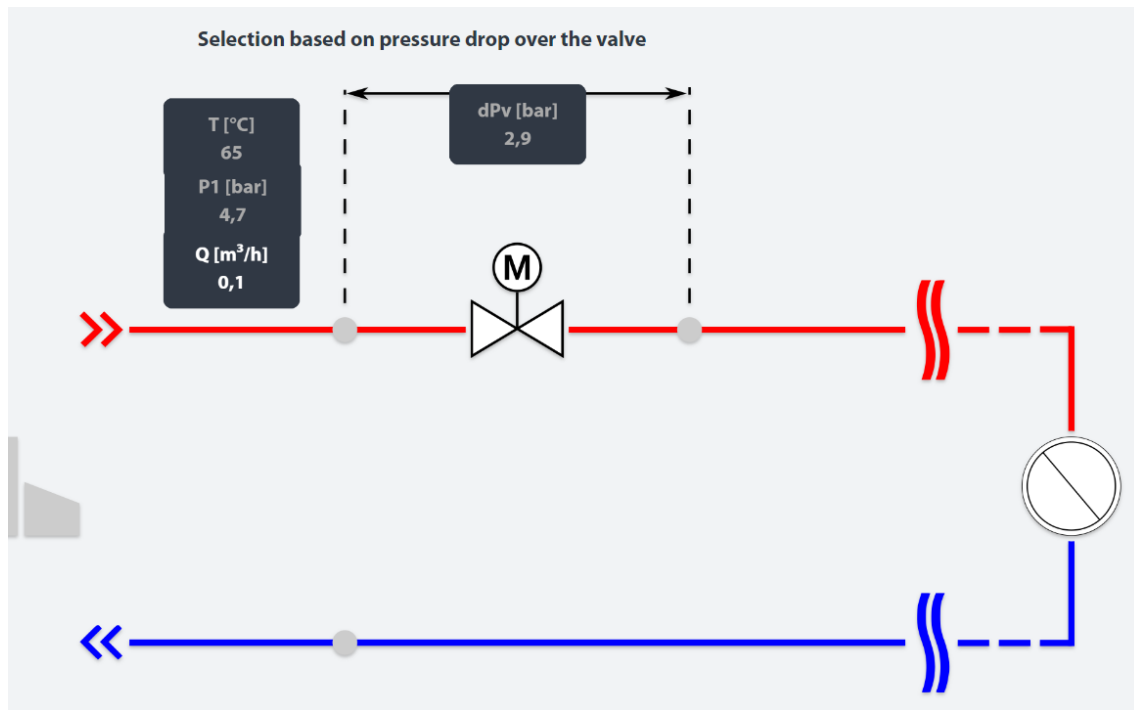 Selection based on pressure drop over the valve
T [°C]
65
P1 [bar]
4,7
Q [m³/h]
0,1
dPv [bar]
2,9
M